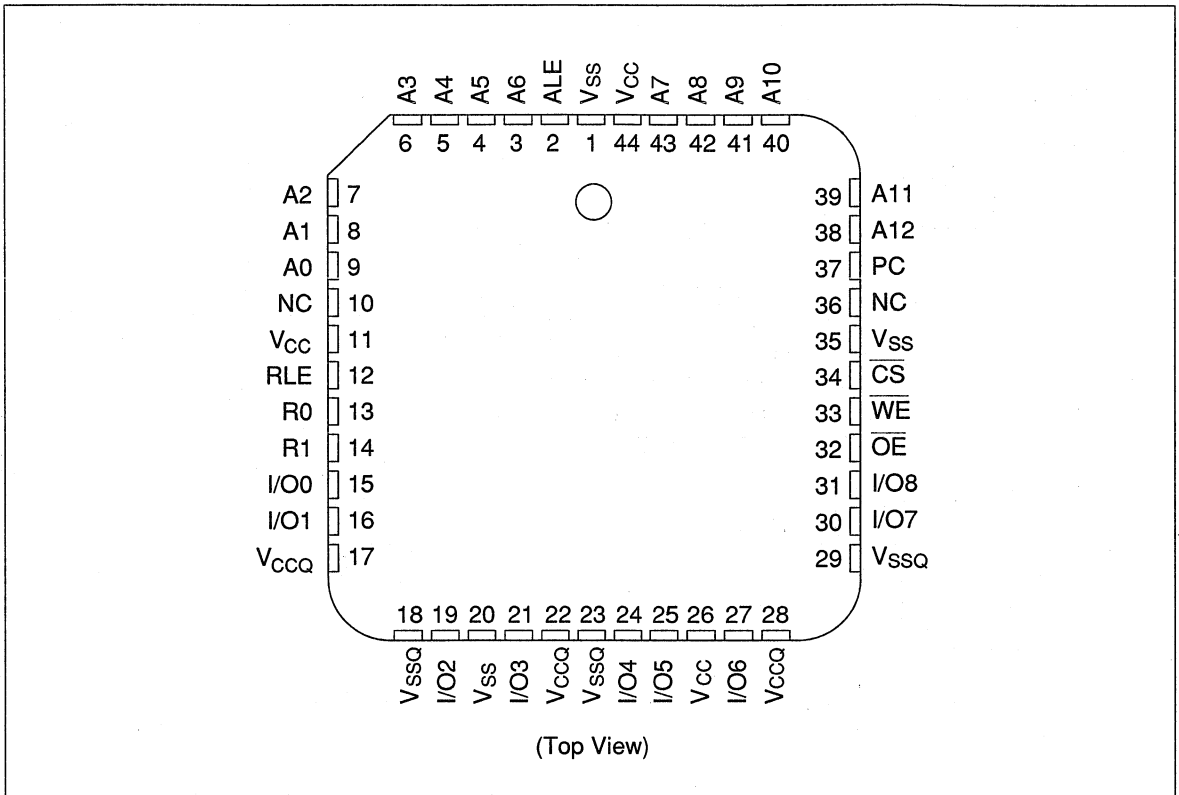 A3 A4 A5 A6 ALE VSS VCC A7 A8 A9 A10
6 5 4 3 2 1 44 43 42 41 40
A2 7 39 A11
A1 8 38 A12
A0 9 37 PC
NC 10 36 NC
VCC 11 35 VSS
RLE 12 34 C̅S̅
R0 13 33 W̅E̅
R1 14 32 O̅E̅
I/O0 15 31 I/O8
I/O1 16 30 I/O7
VCCQ 17 29 VSSQ
18 19 20 21 22 23 24 25 26 27 28
VSSQ I/O2 VSS I/O3 VCCQ VSSQ I/O4 I/O5 VCC I/O6 VCCQ
(Top View)